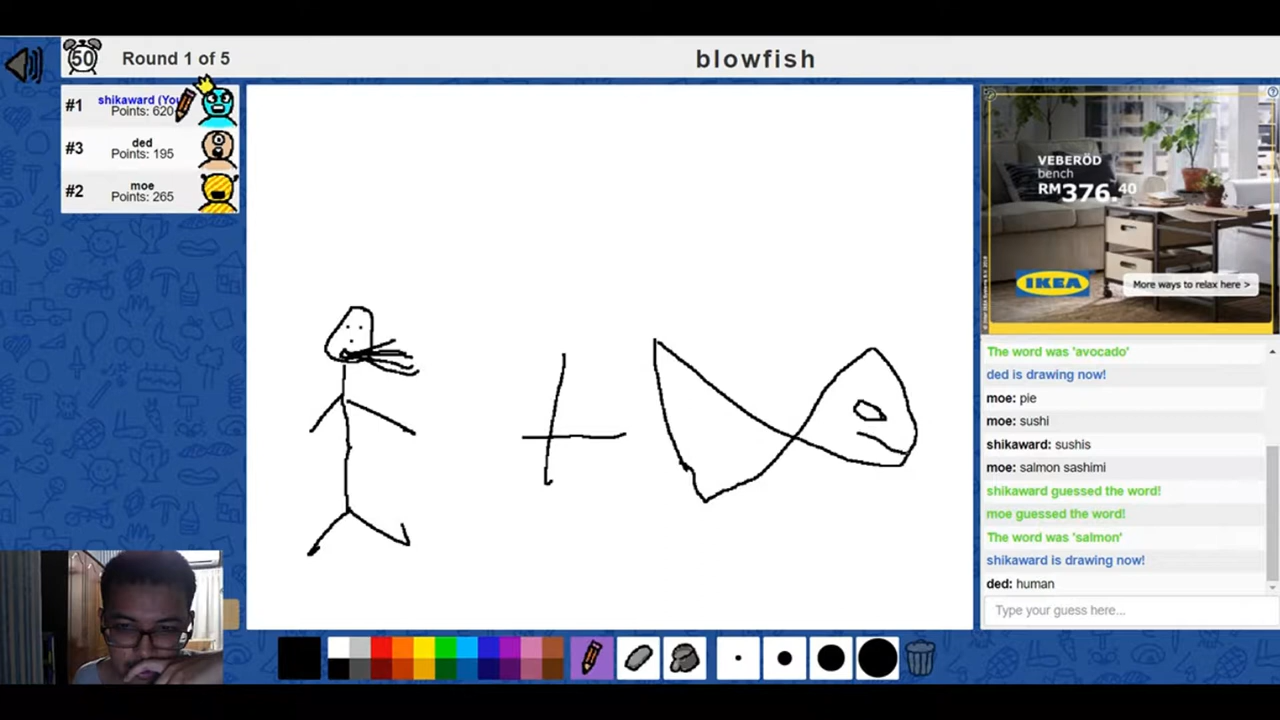 50
Round 1 of 5
blowfish
#1
shikaward (You
Points: 620
#3
ded
Points: 195
#2
moe
Points: 265
VEBERÖD
bench
RM376.40
IKEA
More ways to relax here >
The word was 'avocado'
ded is drawing now!
moe: pie
moe: sushi
shikaward: sushis
moe: salmon sashimi
shikaward guessed the word!
moe guessed the word!
The word was 'salmon'
shikaward is drawing now!
ded: human
Type your guess here...